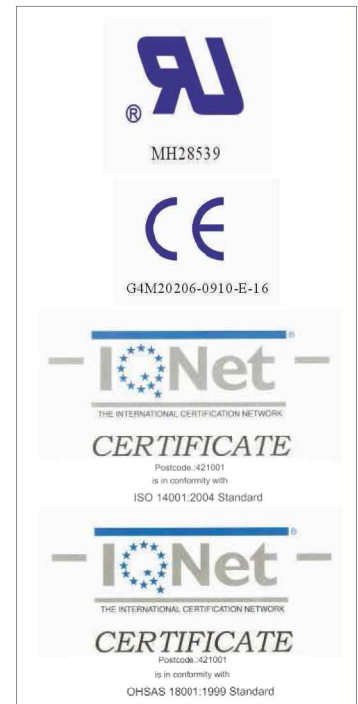 RU
®
MH28539
CE
G4M20206-0910-E-16
®
IQNet
THE INTERNATIONAL CERTIFICATION NETWORK
CERTIFICATE
Postcode.:421001
is in conformity with
ISO 14001:2004 Standard
®
IQNet
THE INTERNATIONAL CERTIFICATION NETWORK
CERTIFICATE
Postcode.:421001
is in conformity with
OHSAS 18001:1999 Standard